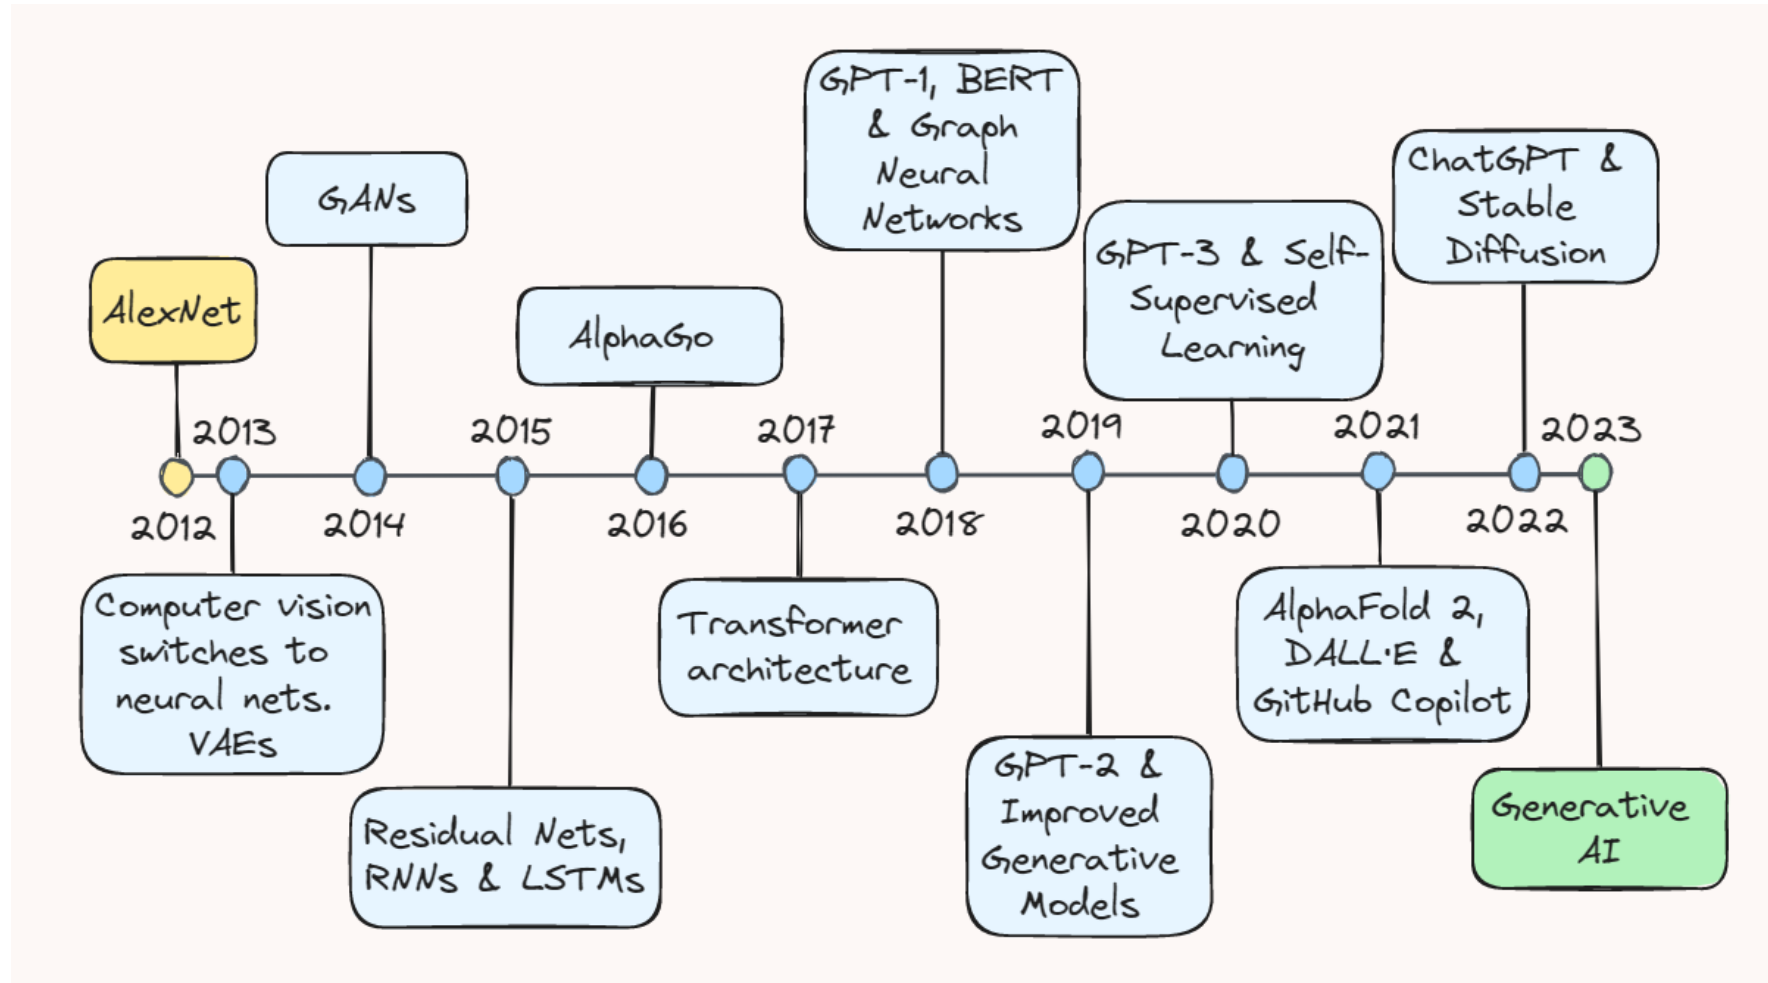 AlexNet
2012
2013
Computer vision
switches to
neural nets.
VAEs
GANs
2014
2015
Residual Nets,
RNNs & LSTMs
AlphaGo
2016
2017
Transformer
architecture
GPT-1, BERT
& Graph
Neural
Networks
2018
2019
GPT-2 &
Improved
Generative
Models
GPT-3 & Self-
Supervised
Learning
2020
2021
AlphaFold 2,
DALL·E &
GitHub Copilot
ChatGPT &
Stable
Diffusion
2022
2023
Generative
AI